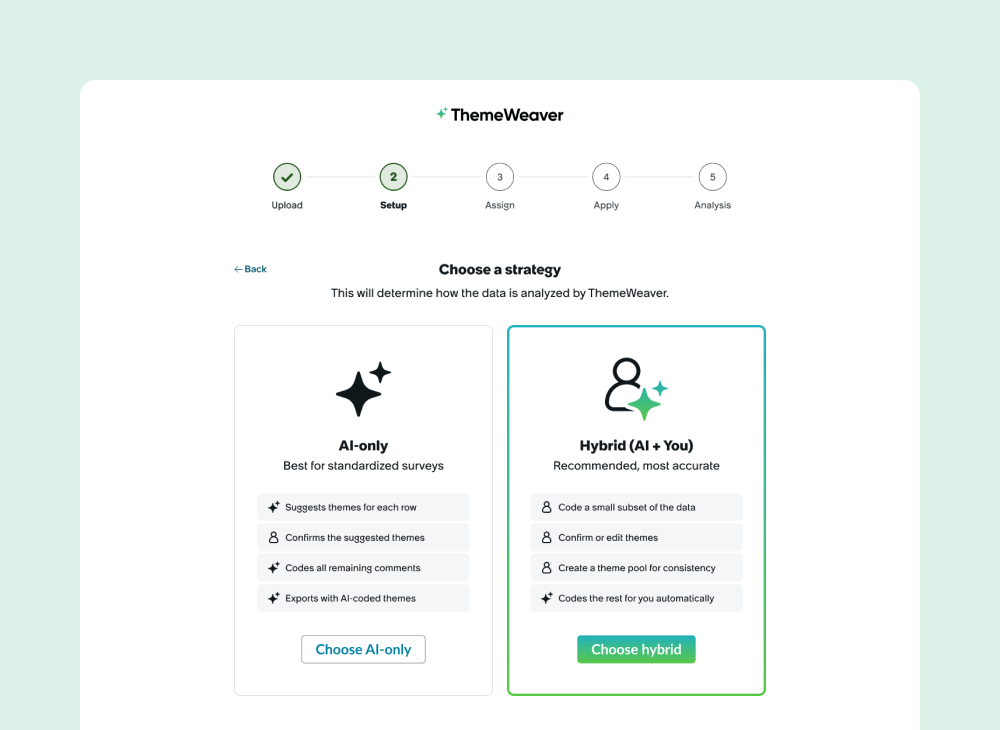 ThemeWeaver
2
3
4
5
Upload
Setup
Assign
Apply
Analysis
←Back
Choose a strategy
This will determine how the data is analyzed by ThemeWeaver.
AI-only
Best for standardized surveys
Suggests themes for each row
Confirms the suggested themes
Codes all remaining comments
Exports with AI-coded themes
Choose AI-only
Hybrid (AI + You)
Recommended, most accurate
Code a small subset of the data
Confirm or edit themes
Create a theme pool for consistency
Codes the rest for you automatically
Choose hybrid